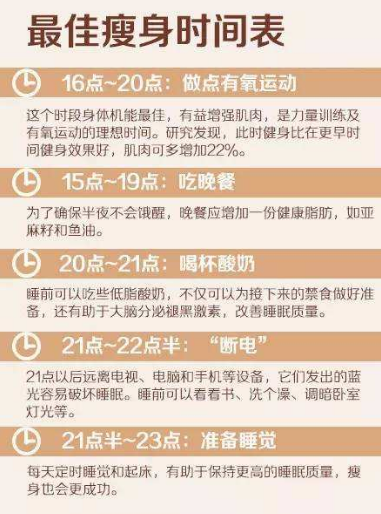 最佳瘦身时间表
16点~20点：做点有氧运动
这个时段身体机能最佳，有益增强肌肉，是力量训练及
有氧运动的理想时间。研究发现，此时健身比在更早时
间健身效果好，肌肉可多增加22%。
15点~19点：吃晚餐
为了确保半夜不会饿醒，晚餐应增加一份健康脂肪，如亚
麻籽和鱼油。
20点~21点：喝杯酸奶
睡前可以吃些低脂酸奶，不仅可以为接下来的禁食做好准
备，还有助于大脑分泌褪黑激素，改善睡眠质量。
21点~22点半：“断电”
21点以后远离电视、电脑和手机等设备，它们发出的蓝
光容易破坏睡眠。睡前可以看看书、洗个澡、调暗卧室
灯光等。
21点半~23点：准备睡觉
每天定时睡觉和起床，有助于保持更高的睡眠质量，瘦
身也会更成功。